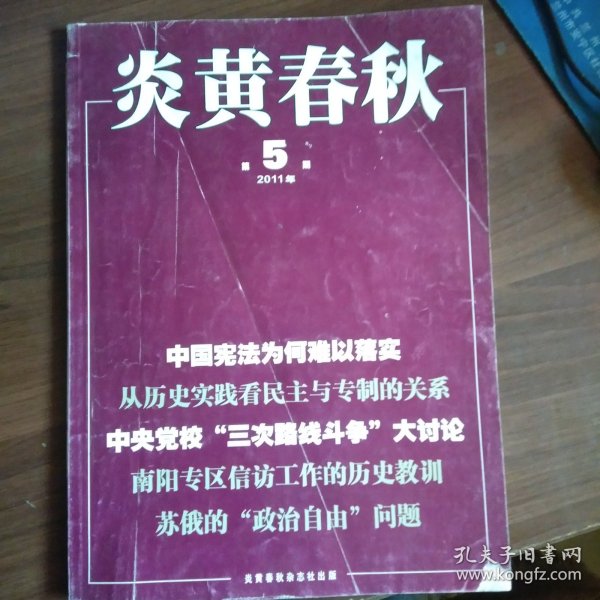 炎黄春秋
第5期
2011年
中国宪法为何难以落实
从历史实践看民主与专制的关系
中央党校“三次路线斗争”大讨论
南阳专区信访工作的历史教训
苏俄的“政治自由”问题
炎黄春秋杂志社出版
孔夫子旧书网
www.kongfz.com